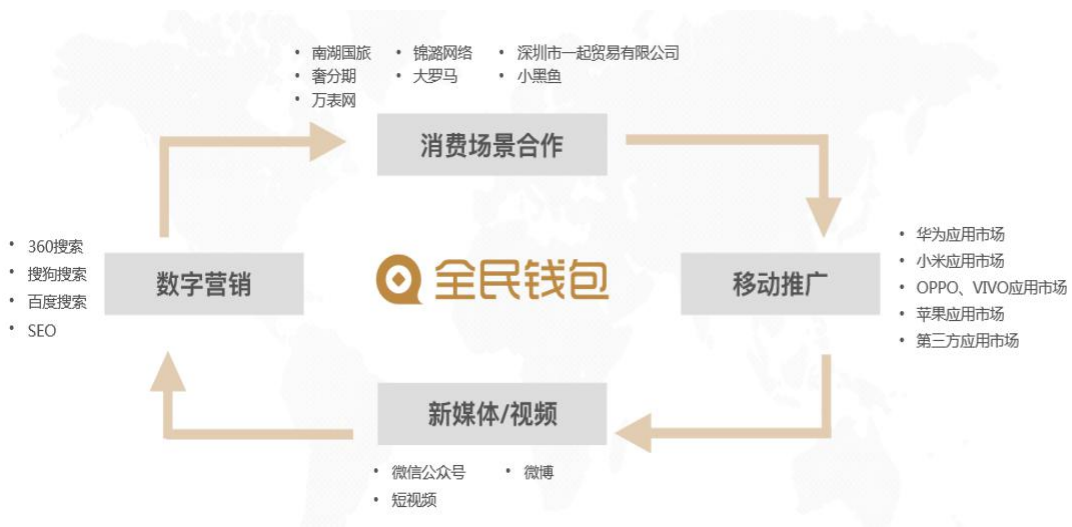 • 南湖国旅 • 锦潞网络 • 深圳市一起贸易有限公司
• 奢分期 • 大罗马 • 小黑鱼
• 万表网
消费场景合作
• 360搜索
• 搜狗搜索
• 百度搜索
• SEO
数字营销
全民钱包
移动推广
• 华为应用市场
• 小米应用市场
• OPPO、VIVO应用市场
• 苹果应用市场
• 第三方应用市场
新媒体/视频
• 微信公众号 • 微博
• 短视频